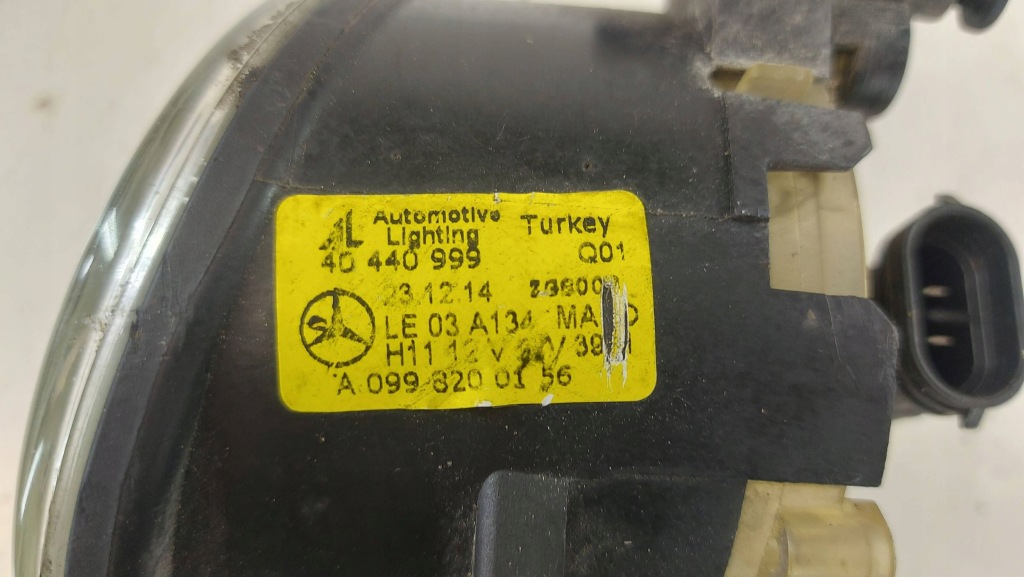 AL Automotive Lighting Turkey
40 440 999 Q01
23.12.14
LE 03 A134
H11 12 V
A 099 820 01 56